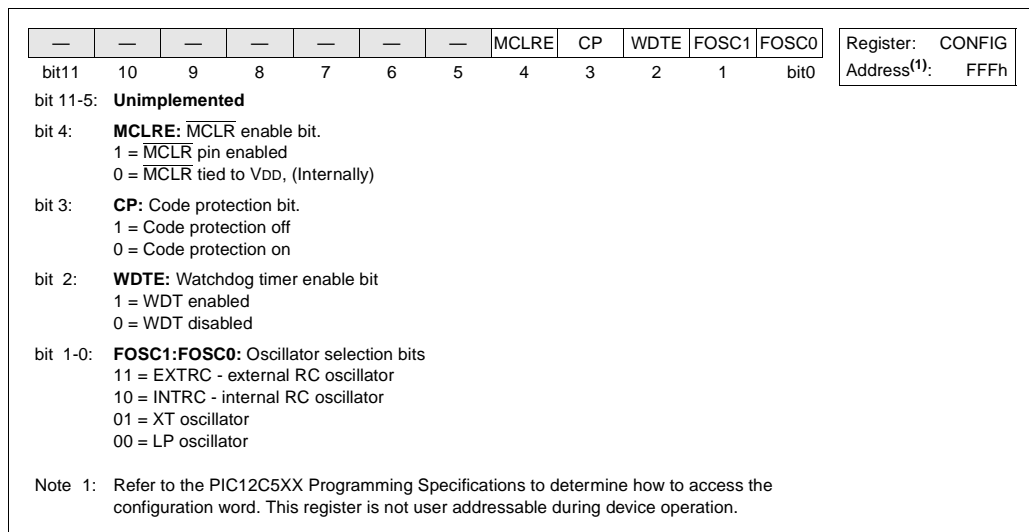 — — — — — — — MCLRE CP WDTE FOSC1 FOSC0
bit11 10 9 8 7 6 5 4 3 2 1 bit0
Register: CONFIG
Address(1): FFFh
bit 11-5: Unimplemented
bit 4: MCLRE: MCLR enable bit.
1 = MCLR pin enabled
0 = MCLR tied to VDD, (Internally)
bit 3: CP: Code protection bit.
1 = Code protection off
0 = Code protection on
bit 2: WDTE: Watchdog timer enable bit
1 = WDT enabled
0 = WDT disabled
bit 1-0: FOSC1:FOSC0: Oscillator selection bits
11 = EXTRC - external RC oscillator
10 = INTRC - internal RC oscillator
01 = XT oscillator
00 = LP oscillator
Note 1: Refer to the PIC12C5XX Programming Specifications to determine how to access the
configuration word. This register is not user addressable during device operation.